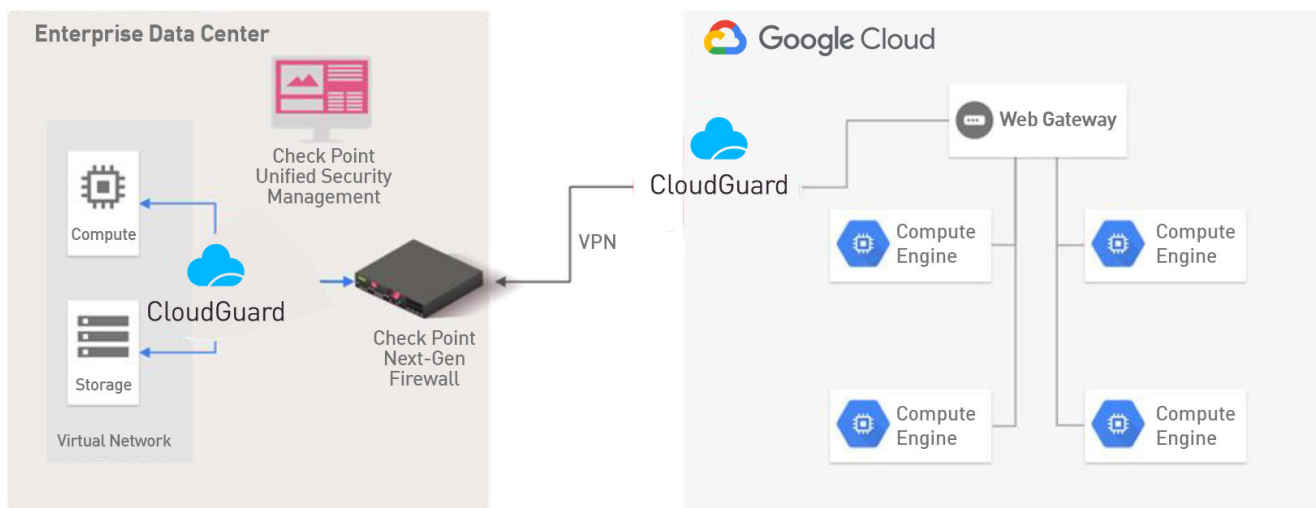 Enterprise Data Center
Check Point
Unified Security
Management
Compute
CloudGuard
Storage
Virtual Network
Check Point
Next-Gen
Firewall
VPN
Google Cloud
CloudGuard
Web Gateway
Compute
Engine
Compute
Engine
Compute
Engine
Compute
Engine